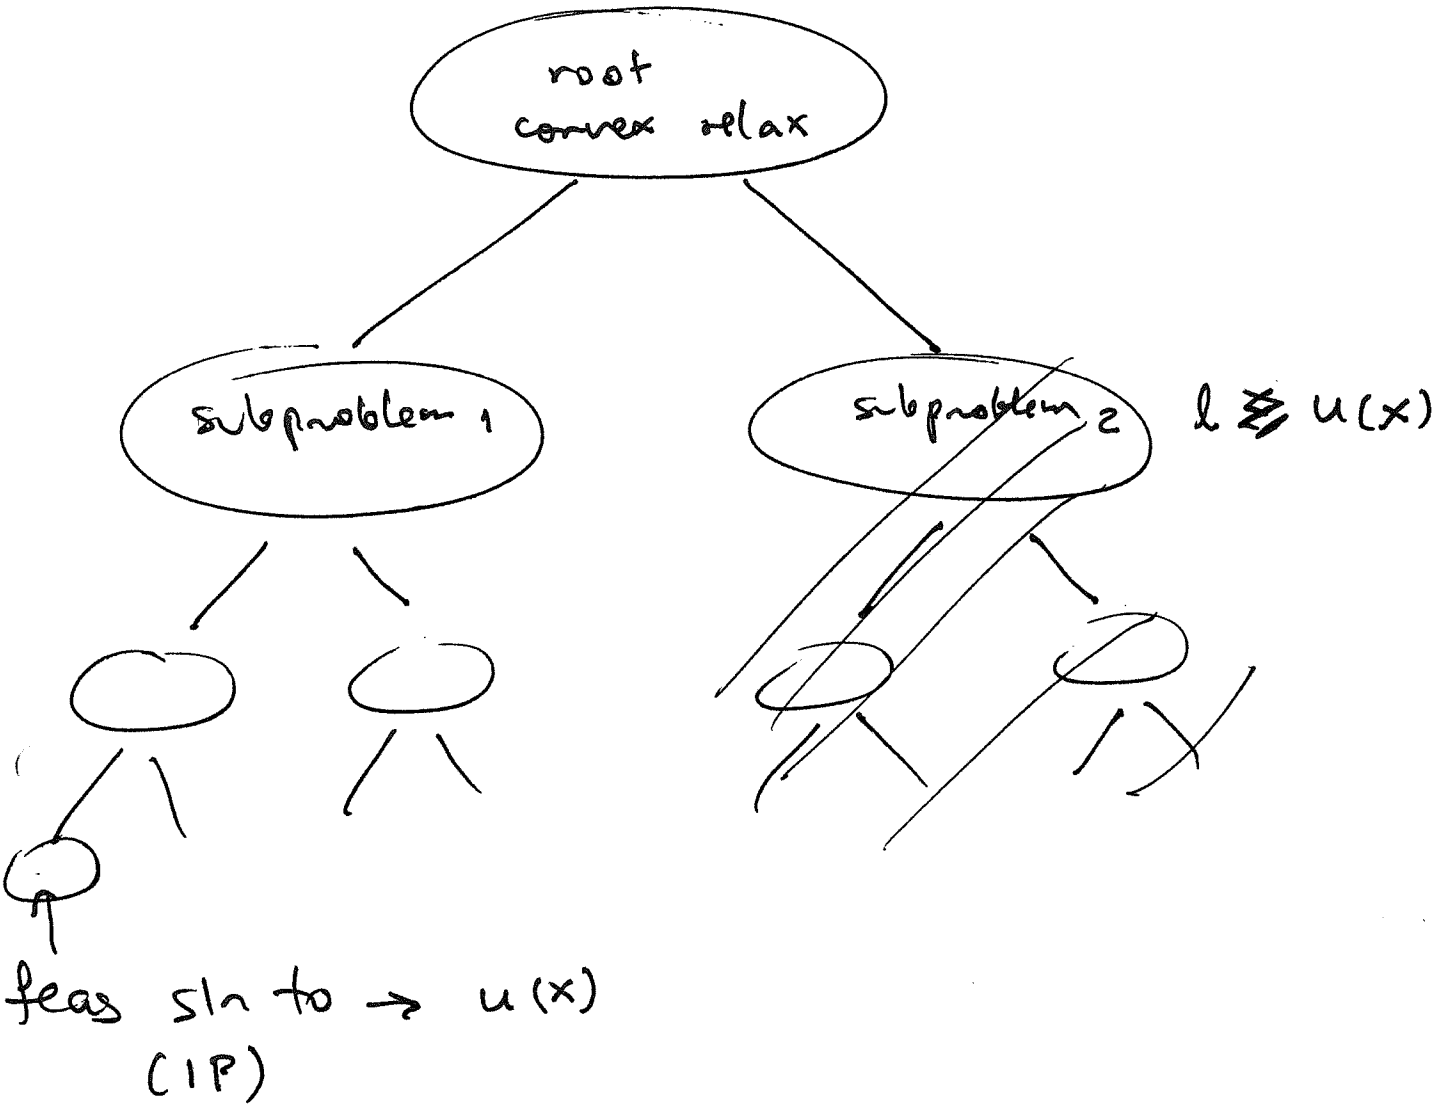 root
convex relax
subproblem 1
subproblem 2
l ≥ u(x)
feas sln to → u(x)
(IP)